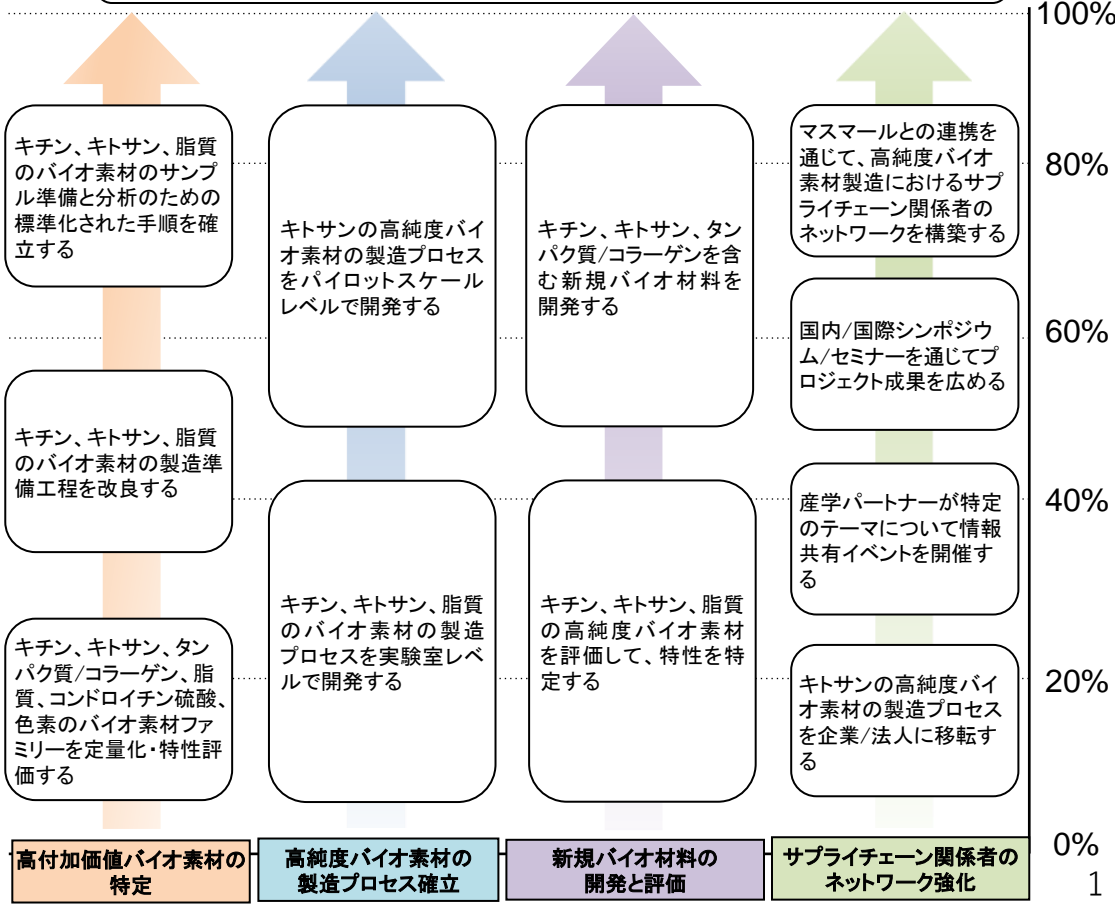 100%
キチン、キトサン、脂質
のバイオ素材のサンプ
ル準備と分析のための
標準化された手順を確
立する
キチン、キトサン、脂質
のバイオ素材の製造準
備工程を改良する
キチン、キトサン、タン
パク質/コラーゲン、脂
質、コンドロイチン硫酸、
色素のバイオ素材ファ
ミリーを定量化・特性評
価する
高付加価値バイオ素材の
特定
キトサンの高純度バイ
オ素材の製造プロセス
をパイロットスケール
レベルで開発する
キチン、キトサン、脂質
のバイオ素材の製造
プロセスを実験室レベ
ルで開発する
高純度バイオ素材の
製造プロセス確立
キチン、キトサン、タン
パク質/コラーゲンを含
む新規バイオ材料を
開発する
キチン、キトサン、脂質
の高純度バイオ素材
を評価して、特性を特
定する
新規バイオ材料の
開発と評価
マスマールとの連携を
通じて、高純度バイオ
素材製造におけるサプ
ライチェーン関係者の
ネットワークを構築する
国内/国際シンポジウ
ム/セミナーを通じてプ
ロジェクト成果を広める
産学パートナーが特定
のテーマについて情報
共有イベントを開催す
る
キトサンの高純度バイ
オ素材の製造プロセス
を企業/法人に移転す
る
サプライチェーン関係者の
ネットワーク強化
80%
60%
40%
20%
0%
1